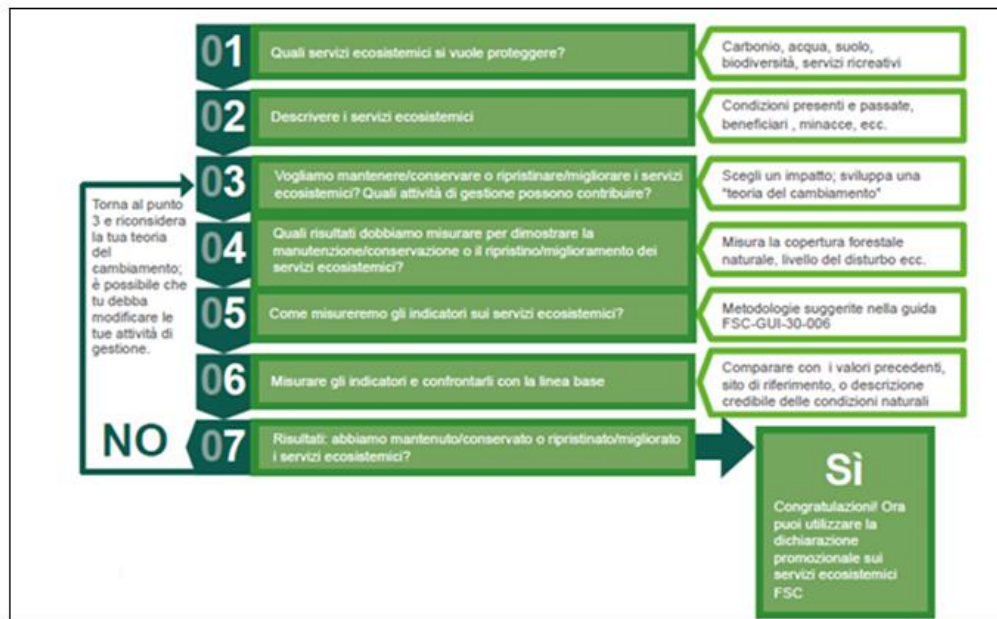 01
Quali servizi ecosistemici si vuole proteggere?
Carbonio, acqua, suolo,
biodiversità, servizi ricreativi
02
Descrivere i servizi ecosistemici
Condizioni presenti e passate,
beneficiari , minacce, ecc.
03
Vogliamo mantenere/conservare o ripristinare/migliorare i servizi
ecosistemici? Quali attività di gestione possono contribuire?
Scegli un impatto; sviluppa una
"teoria del cambiamento"
Torna al punto
3 e riconsidera
la tua teoria
del
cambiamento;
è possibile che
tu debba
modificare le
tue attività di
gestione.
04
Quali risultati dobbiamo misurare per dimostrare la
manutenzione/conservazione o il ripristino/miglioramento dei
servizi ecosistemici?
Misura la copertura forestale
naturale, livello del disturbo ecc.
05
Come misureremo gli indicatori sui servizi ecosistemici?
Metodologie suggerite nella guida
FSC-GUI-30-006
06
Misurare gli indicatori e confrontarli con la linea base
Comparare con i valori precedenti,
sito di riferimento, o descrizione
credibile delle condizioni naturali
NO
07
Risultati: abbiamo mantenuto/conservato o ripristinato/migliorato
i servizi ecosistemici?
Sì
Congratulazioni! Ora
puoi utilizzare la
dichiarazione
promozionale sui
servizi ecosistemici
FSC